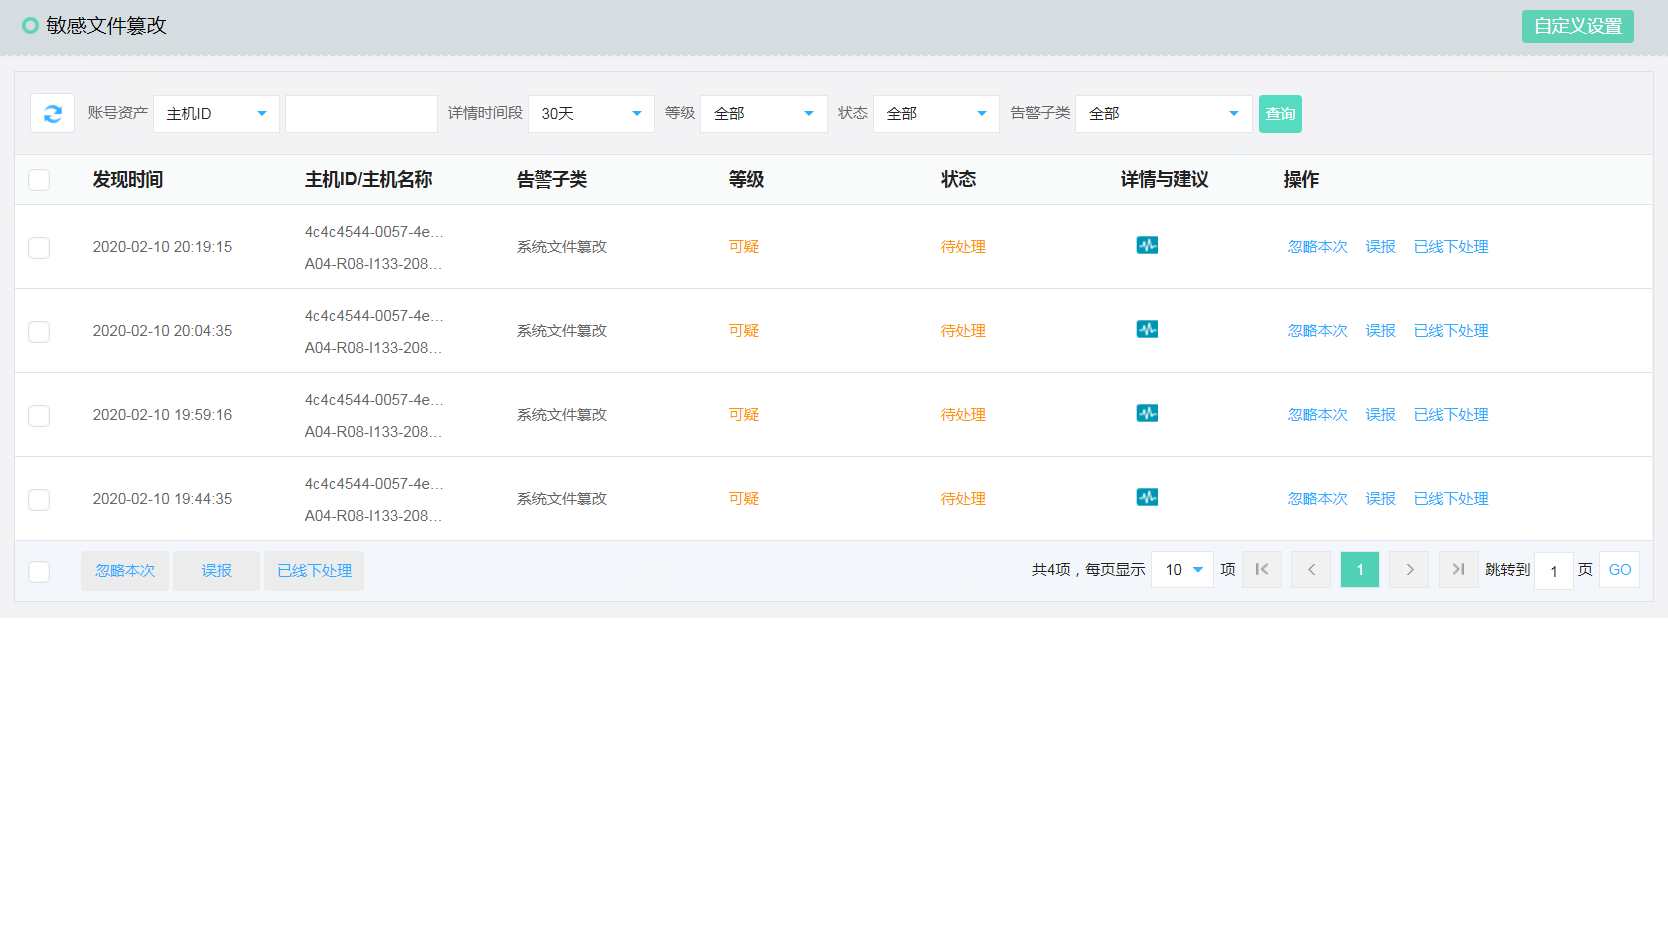 敏感文件篡改
自定义设置
账号资产 主机ID 详情时间段 30天 等级 全部 状态 全部 告警子类 全部 查询
发现时间 主机ID/主机名称 告警子类 等级 状态 详情与建议 操作
4c4c4544-0057-4e...
2020-02-10 20:19:15 系统文件篡改 可疑 待处理 忽略本次 误报 已线下处理
A04-R08-I133-208...
4c4c4544-0057-4e...
2020-02-10 20:04:35 系统文件篡改 可疑 待处理 忽略本次 误报 已线下处理
A04-R08-I133-208...
4c4c4544-0057-4e...
2020-02-10 19:59:16 系统文件篡改 可疑 待处理 忽略本次 误报 已线下处理
A04-R08-I133-208...
4c4c4544-0057-4e...
2020-02-10 19:44:35 系统文件篡改 可疑 待处理 忽略本次 误报 已线下处理
A04-R08-I133-208...
忽略本次 误报 已线下处理 共4项，每页显示 10 项 1 跳转到 1 页 GO